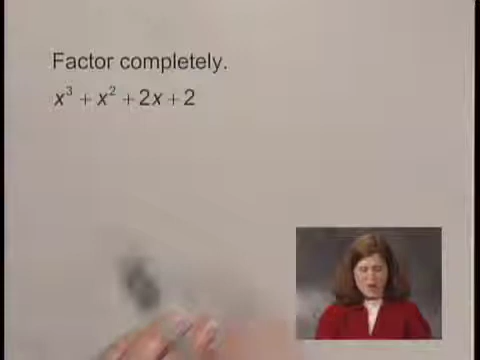 Factor completely.
x³ + x² + 2x + 2